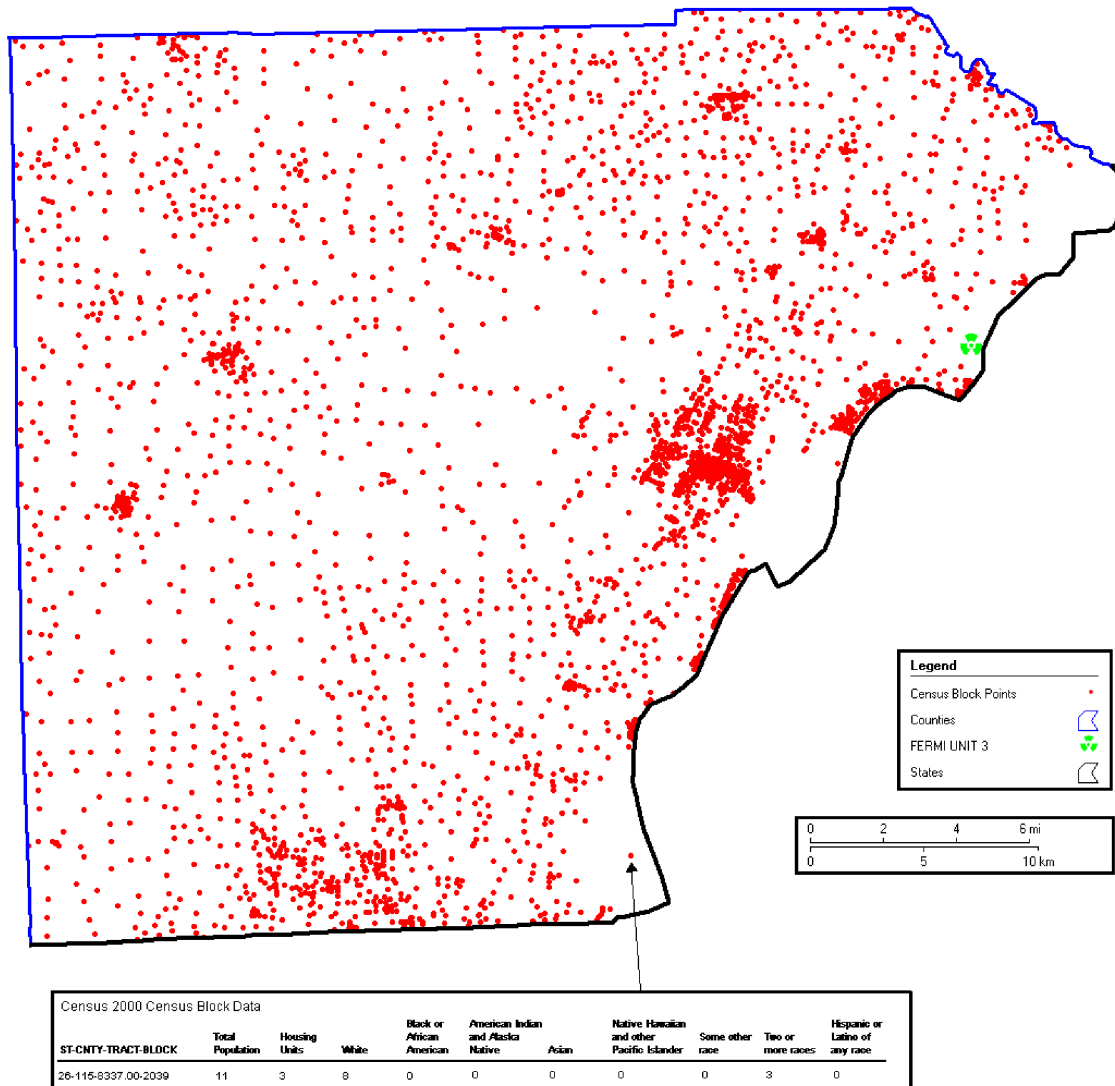 Legend
Census Block Points
Counties
FERMI UNIT 3
States
0 2 4 6 mi
0 5 10 km
Census 2000 Census Block Data
ST-CNTY-TRACT-BLOCK Total Population Housing Units White Black or African American American Indian and Alaska Native Asian Native Hawaiian and other Pacific Islander Some other race Two or more races Hispanic or Latino of any race
26-115-8337.00-2039 11 3 8 0 0 0 0 0 3 0